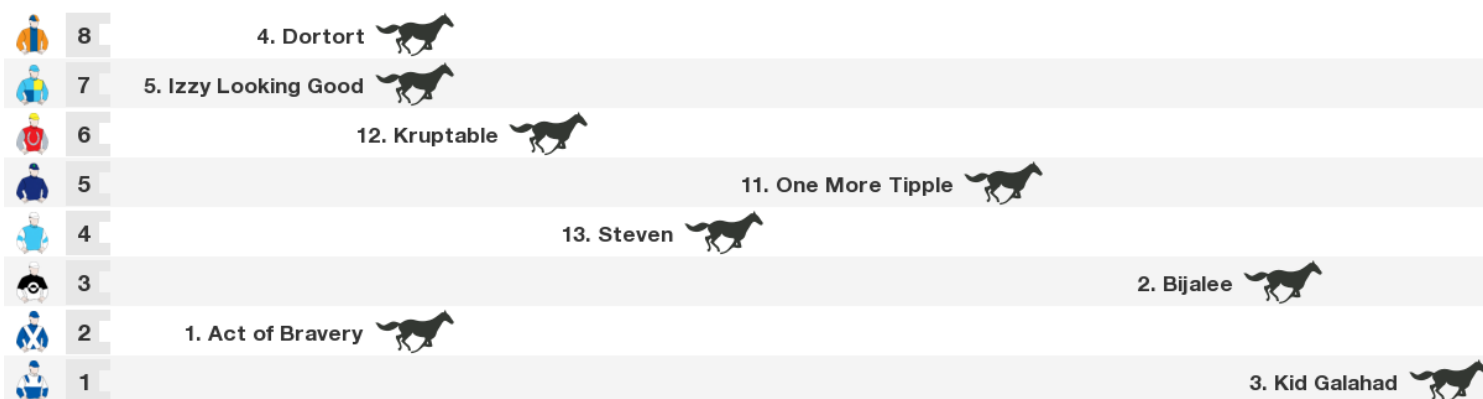 8 4. Dortort
7 5. Izzy Looking Good
6 12. Kruptable
5 11. One More Tipple
4 13. Steven
3 2. Bijalee
2 1. Act of Bravery
1 3. Kid Galahad